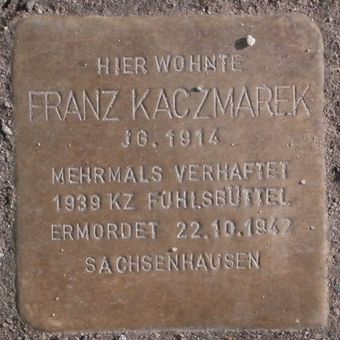 HIER WOHNTE
FRANZ KACZMAREK
JG. 1914
MEHRMALS VERHAFTET
1939 KZ FUHLSBÜTTEL
ERMORDET 22.10.1942
SACHSENHAUSEN